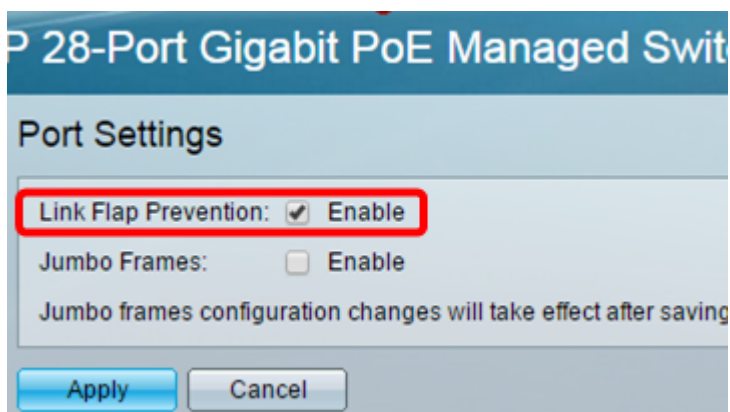 P 28-Port Gigabit PoE Managed Swit
Port Settings
Link Flap Prevention: Enable
Jumbo Frames: Enable
Jumbo frames configuration changes will take effect after saving
Apply Cancel